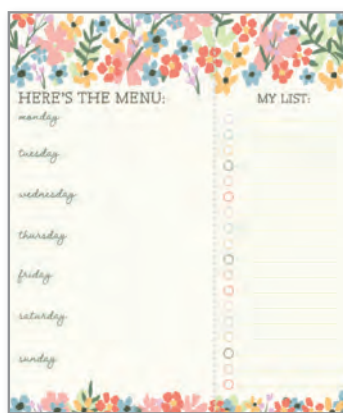 HERE'S THE MENU:
MY LIST:
monday
tuesday
wednesday
thursday
friday
saturday
sunday